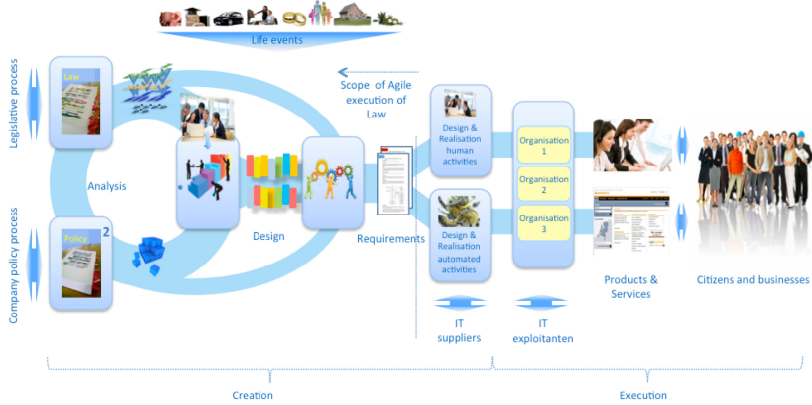 Life events
Legislative process
Law
Scope of Agile
execution of
Law
Design &
Realisation
human
activities
Organisation
1
Organisation
2
Organisation
3
Analysis
Company policy process
Policy
2
Design
Requirements
Design &
Realisation
automated
activities
Products &
Services
Citizens and businesses
IT
suppliers
IT
exploitanten
Creation
Execution